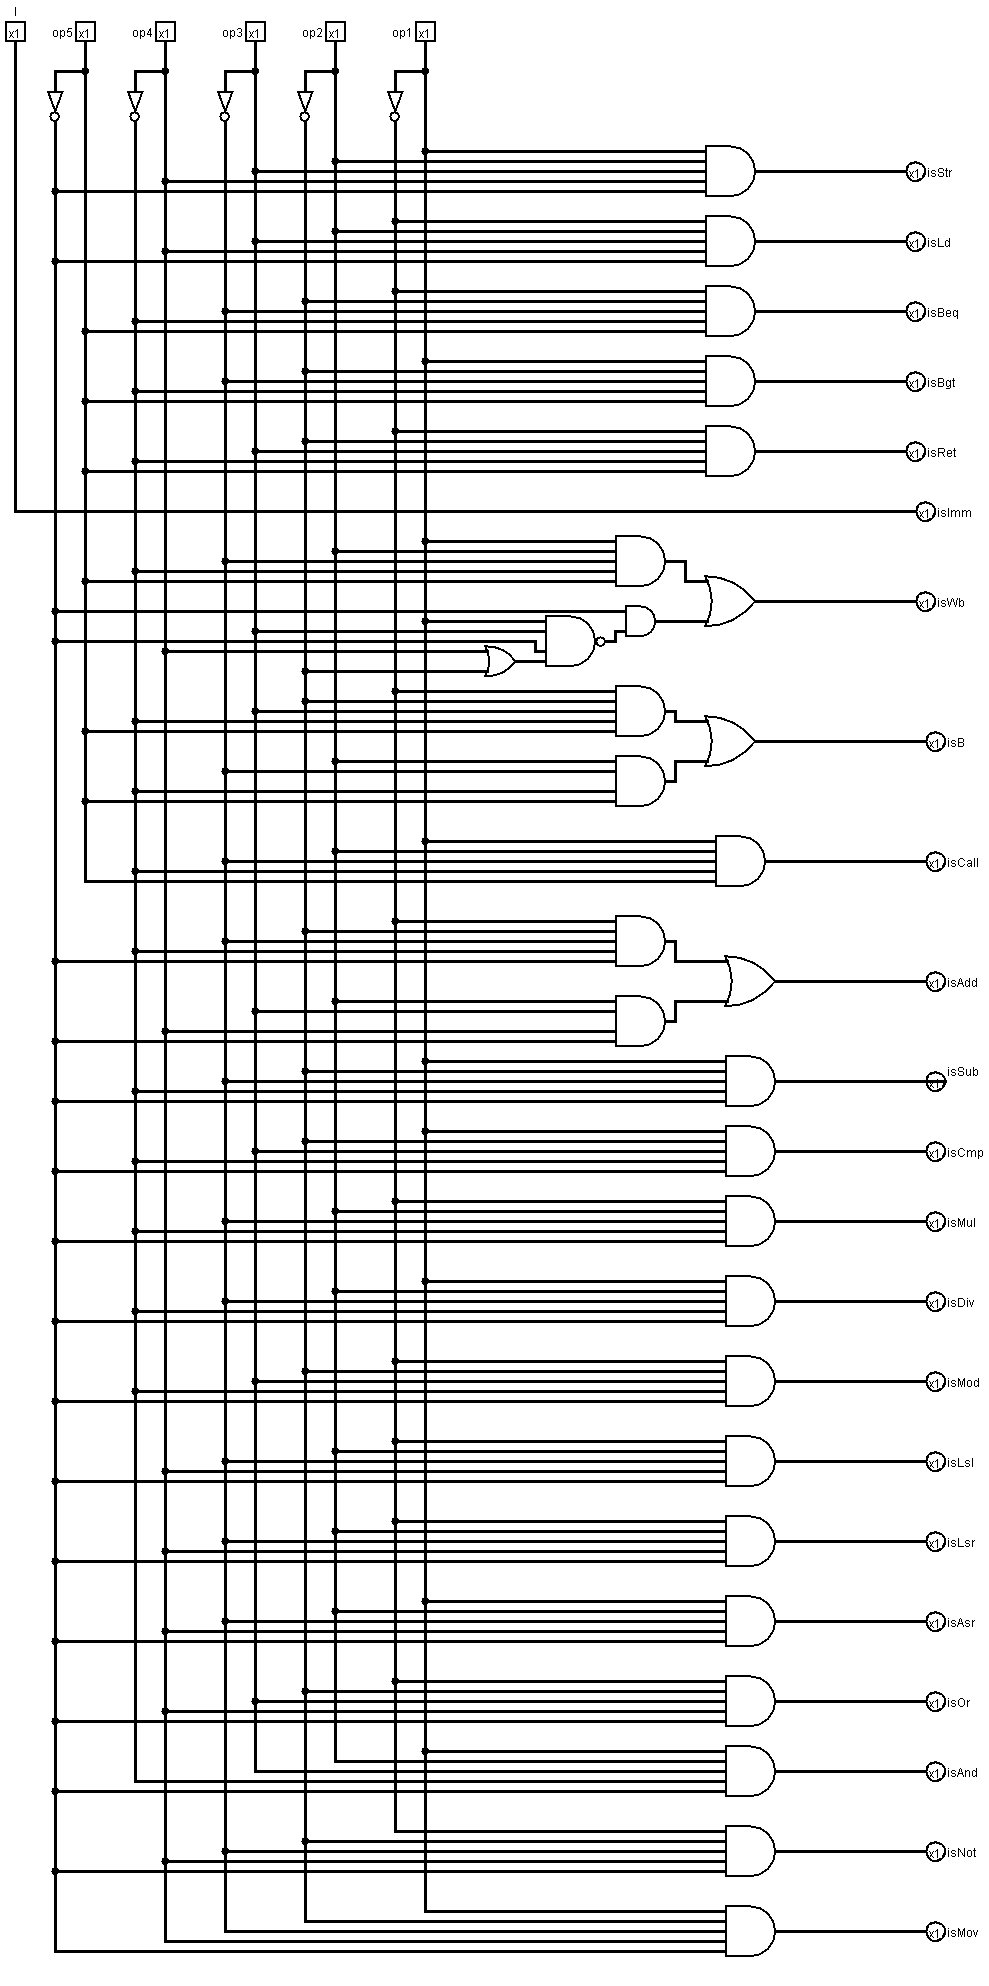 I
x1 op5 x1 op4 x1 op3 x1 op2 x1 op1 x1
x1 isStr
x1 isLd
x1 isBeq
x1 isBgt
x1 isRet
x1 isImm
x1 isWb
x1 isB
x1 isCall
x1 isAdd
x1 isSub
x1 isCmp
x1 isMul
x1 isDiv
x1 isMod
x1 isLsl
x1 isLsr
x1 isAsr
x1 isOr
x1 isAnd
x1 isNot
x1 isMov